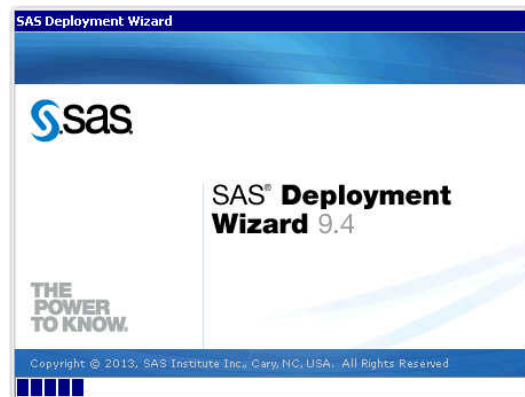 SAS Deployment Wizard
sas
SAS® Deployment
Wizard 9.4
THE
POWER
TO KNOW.
Copyright © 2013, SAS Institute Inc., Cary, NC, USA. All Rights Reserved